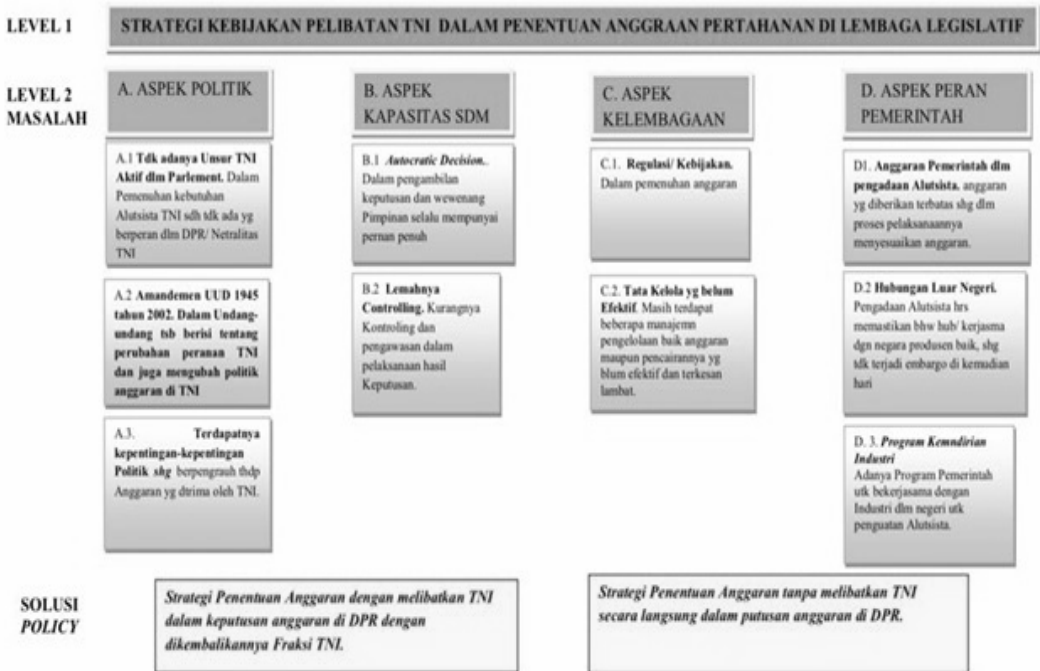 LEVEL 1
STRATEGI KEBIJAKAN PELIBATAN TNI DALAM PENENTUAN ANGGRAAN PERTAHANAN DI LEMBAGA LEGISLATIF
LEVEL 2
MASALAH
A. ASPEK POLITIK
A.1 Tdk adanya Unsur TNI
Aktif dlm Parlement. Dalam
Pemenuhan kebutuhan
Alutsista TNI sdh tdk ada yg
berperan dlm DPR/ Netralitas
TNI
A.2 Amandemen UUD 1945
tahun 2002. Dalam Undang-
undang tsb berisi tentang
perubahan peranan TNI
dan juga mengubah politik
anggaran di TNI
A.3. Terdapatnya
kepentingan-kepentingan
Politik shg berpengrauh thdp
Anggaran yg dtrima oleh TNI.
B. ASPEK
KAPASITAS SDM
B.1 Autocratic Decision..
Dalam pengambilan
keputusan dan wewenang
Pimpinan selalu mempunyai
pernan penuh
B.2 Lemahnya
Controlling. Kurangnya
Kontroling dan
pengawasan dalam
pelaksanaan hasil
Keputusan.
C. ASPEK
KELEMBAGAAN
C.1. Regulasi/ Kebijakan.
Dalam pemenuhan anggaran
C.2. Tata Kelola yg belum
Efektif. Masih terdapat
beberapa manajemn
pengelolaan baik anggaran
maupun pencairannya yg
blum efektif dan terkesan
lambat.
D. ASPEK PERAN
PEMERINTAH
D1. Anggaran Pemerintah dlm
pengadaan Alutsista. anggaran
yg diberikan terbatas shg dlm
proses pelaksanaannya
menyesuaikan anggaran.
D.2 Hubungan Luar Negeri.
Pengadaan Alutsista hrs
memastikan bhw hub/ kerjasma
dgn negara produsen baik, shg
tdk terjadi embargo di kemudian
hari
D. 3. Program Kemndirian
Industri
Adanya Program Pemerintah
utk bekerjasama dengan
Industri dlm negeri utk
penguatan Alutsista.
SOLUSI
POLICY
Strategi Penentuan Anggaran dengan melibatkan TNI
dalam keputusan anggaran di DPR dengan
dikembalikannya Fraksi TNI.
Strategi Penentuan Anggaran tanpa melibatkan TNI
secara langsung dalam putusan anggaran di DPR.